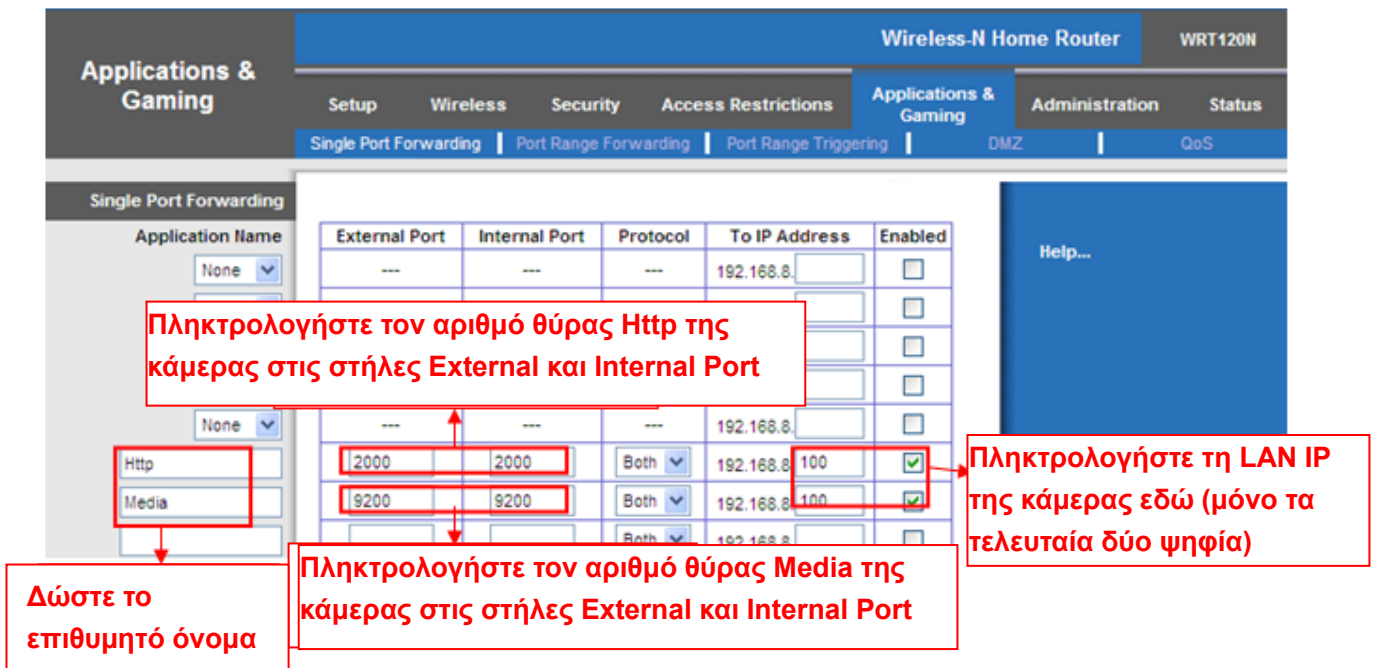 Wireless-N Home Router WRT120N
Applications &
Gaming
Setup Wireless Security Access Restrictions Applications & Gaming Administration Status
Single Port Forwarding Port Range Forwarding Port Range Triggering DMZ QoS
Single Port Forwarding
Application Name External Port Internal Port Protocol To IP Address Enabled
Help...
None --- --- --- 192.168.8.
Πληκτρολογήστε τον αριθμό θύρας Http της
κάμερας στις στήλες External και Internal Port
None --- --- --- 192.168.8.
Http 2000 2000 Both 192.168.8. 100
Media 9200 9200 Both 192.168.8. 100
Both 192.168.8.
Πληκτρολογήστε τη LAN IP
της κάμερας εδώ (μόνο τα
τελευταία δύο ψηφία)
Πληκτρολογήστε τον αριθμό θύρας Media της
κάμερας στις στήλες External και Internal Port
Δώστε το
επιθυμητό όνομα